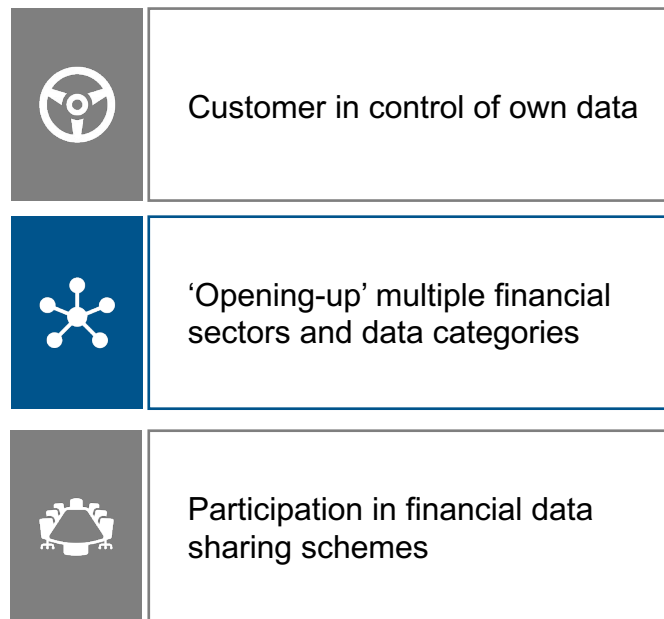 Customer in control of own data
‘Opening-up’ multiple financial
sectors and data categories
Participation in financial data
sharing schemes